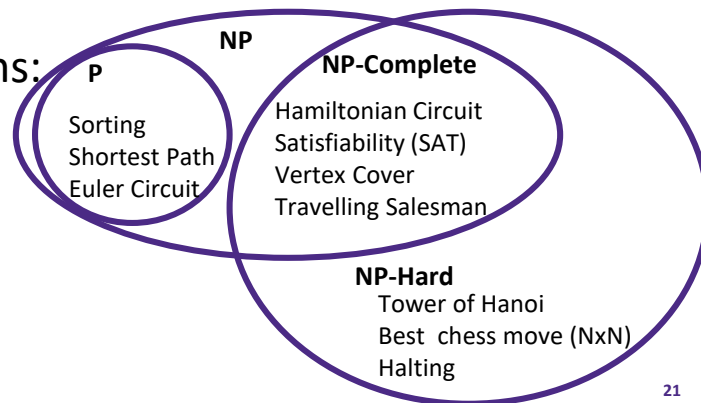 ns:
P
Sorting
Shortest Path
Euler Circuit
NP
NP-Complete
Hamiltonian Circuit
Satisfiability (SAT)
Vertex Cover
Travelling Salesman
NP-Hard
Tower of Hanoi
Best chess move (NxN)
Halting
21